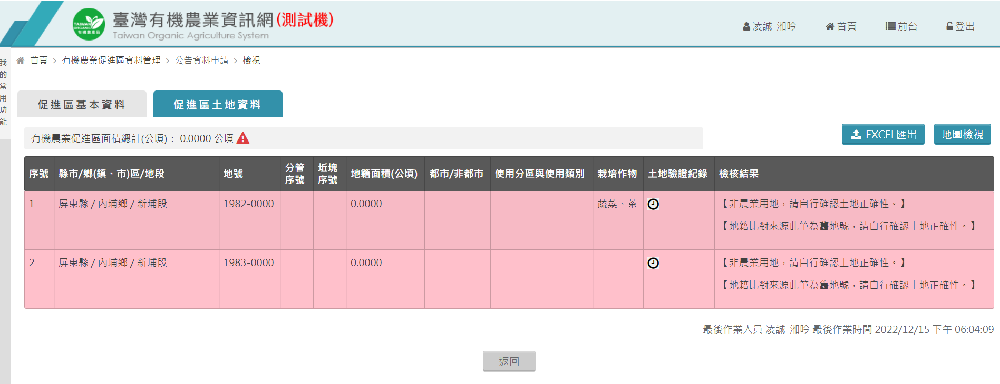 TAIWAN
ORGANIC
有機農產品
臺灣有機農業資訊網(測試機)
Taiwan Organic Agriculture System
凌誠-湘吟 首頁 前台 登出
我的常用功能
首頁 > 有機農業促進區資料管理 > 公告資料申請 > 檢視
促進區基本資料 促進區土地資料
有機農業促進區面積總計(公頃)： 0.0000 公頃
EXCEL匯出 地圖檢視
序號 縣市/鄉(鎮、市)區/地段 地號 分管序號 坵塊序號 地籍面積(公頃) 都市/非都市 使用分區與使用類別 栽培作物 土地驗證紀錄 檢核結果
1 屏東縣 / 內埔鄉 / 新埔段 1982-0000 0.0000 蔬菜、茶 【非農業用地，請自行確認土地正確性。】
【地籍比對來源此筆為舊地號，請自行確認土地正確性。】
2 屏東縣 / 內埔鄉 / 新埔段 1983-0000 0.0000 【非農業用地，請自行確認土地正確性。】
【地籍比對來源此筆為舊地號，請自行確認土地正確性。】
最後作業人員 凌誠-湘吟 最後作業時間 2022/12/15 下午 06:04:09
返回